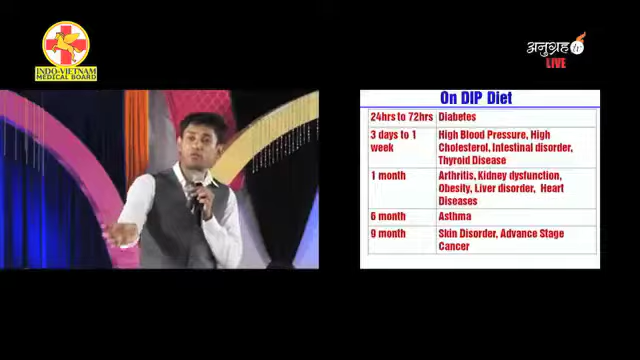 INDO-VIETNAM
MEDICAL BOARD
अनुग्रह tv
LIVE
On DIP Diet
24hrs to 72hrs Diabetes
3 days to 1 week High Blood Pressure, High
Cholesterol, Intestinal disorder,
Thyroid Disease
1 month Arthritis, Kidney dysfunction,
Obesity, Liver disorder, Heart
Diseases
6 month Asthma
9 month Skin Disorder, Advance Stage
Cancer